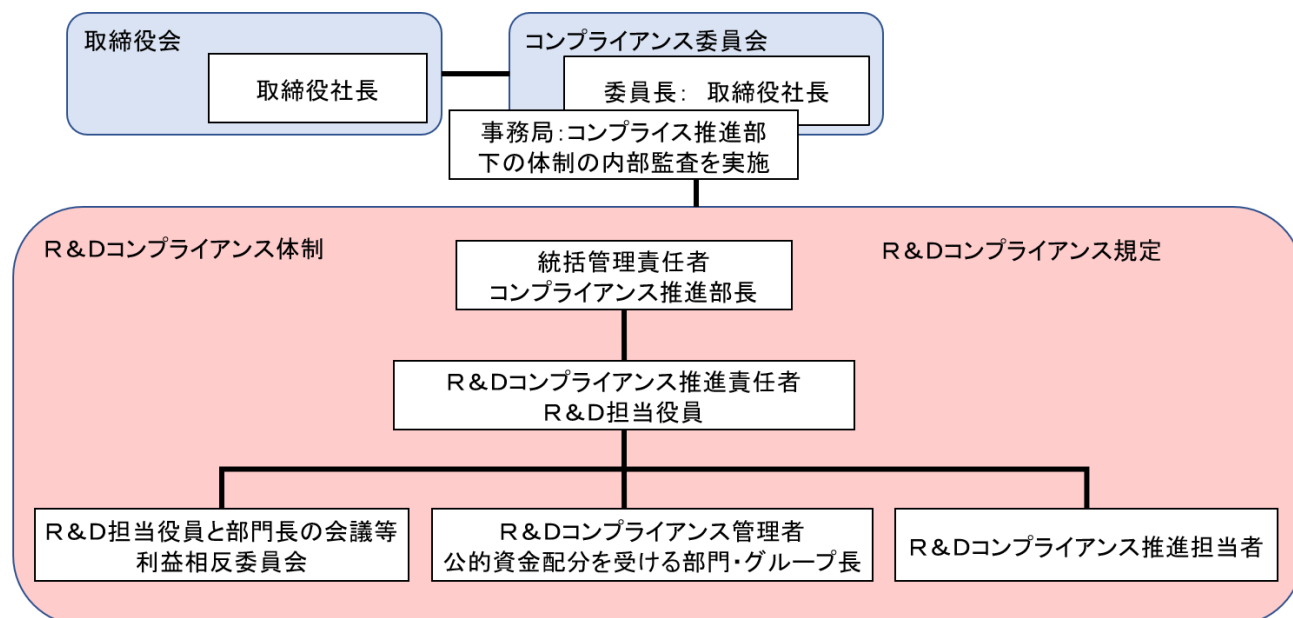 取締役会
取締役社長
コンプライアンス委員会
委員長： 取締役社長
事務局：コンプライス推進部
下の体制の内部監査を実施
Ｒ＆Ｄコンプライアンス体制
Ｒ＆Ｄコンプライアンス規定
統括管理責任者
コンプライアンス推進部長
Ｒ＆Ｄコンプライアンス推進責任者
Ｒ＆Ｄ担当役員
Ｒ＆Ｄ担当役員と部門長の会議等
利益相反委員会
Ｒ＆Ｄコンプライアンス管理者
公的資金配分を受ける部門・グループ長
Ｒ＆Ｄコンプライアンス推進担当者